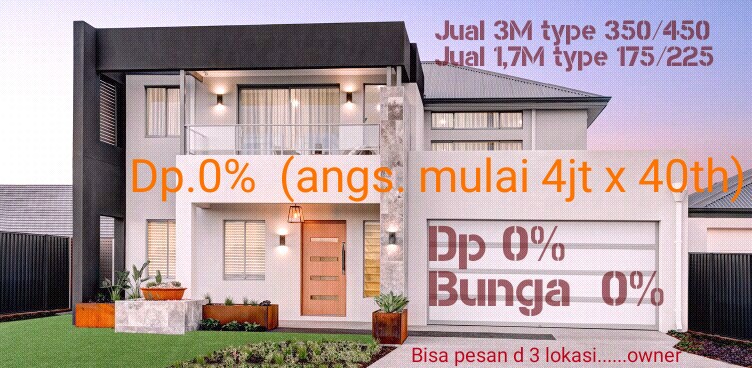 Jual 3M type 350/450
Jual 1,7M type 175/225
Dp.0% (angs. mulai 4jt x 40th)
Dp 0%
Bunga 0%
Bisa pesan d 3 lokasi......owner